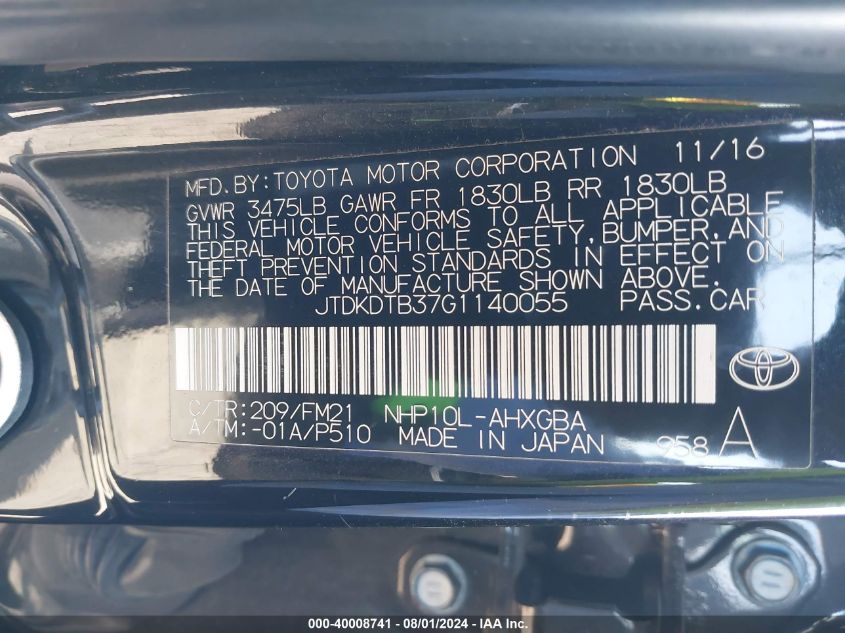 MFD.BY:TOYOTA MOTOR CORPORATION 11/16
GVWR 3475LB GAWR FR 1830LB RR 1830LB
THIS VEHICLE CONFORMS TO ALL APPLICABLE
FEDERAL MOTOR VEHICLE SAFETY,BUMPER,AND
THEFT PREVENTION STANDARDS IN EFFECT ON
THE DATE OF MANUFACTURE SHOWN ABOVE.
JTDKDTB37G1140055 PASS.CAR
C/TR:209/FM21 NHP10L-AHXGBA
A/TM:-01A/P510 MADE IN JAPAN 958 A
000-40008741 - 08/01/2024 - IAA Inc.